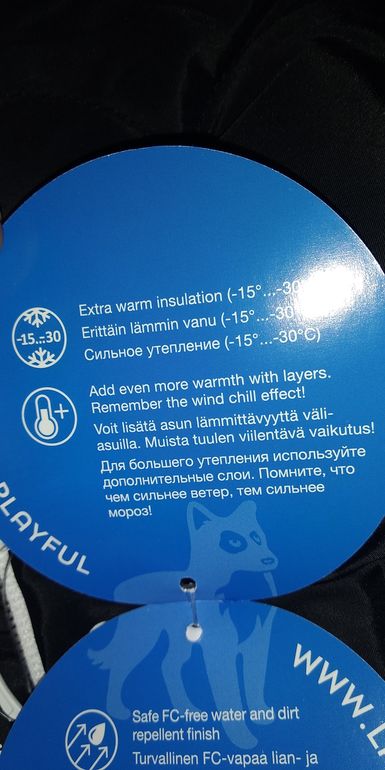 Extra warm insulation (-15°...-30
-15...-30
Erittäin lämmin vanu (-15°...-30°
Сильное утепление (-15°...-30°C)
Add even more warmth with layers.
Remember the wind chill effect!
Voit lisätä asun lämmittävyyttä väli-
asuilla. Muista tuulen viilentävä vaikutus!
Для большего утепления используйте
дополнительные слои. Помните, что
чем сильнее ветер, тем сильнее
мороз!
PLAYFUL
WWW.L
Safe FC-free water and dirt
repellent finish
Turvallinen FC-vapaa lian- ja